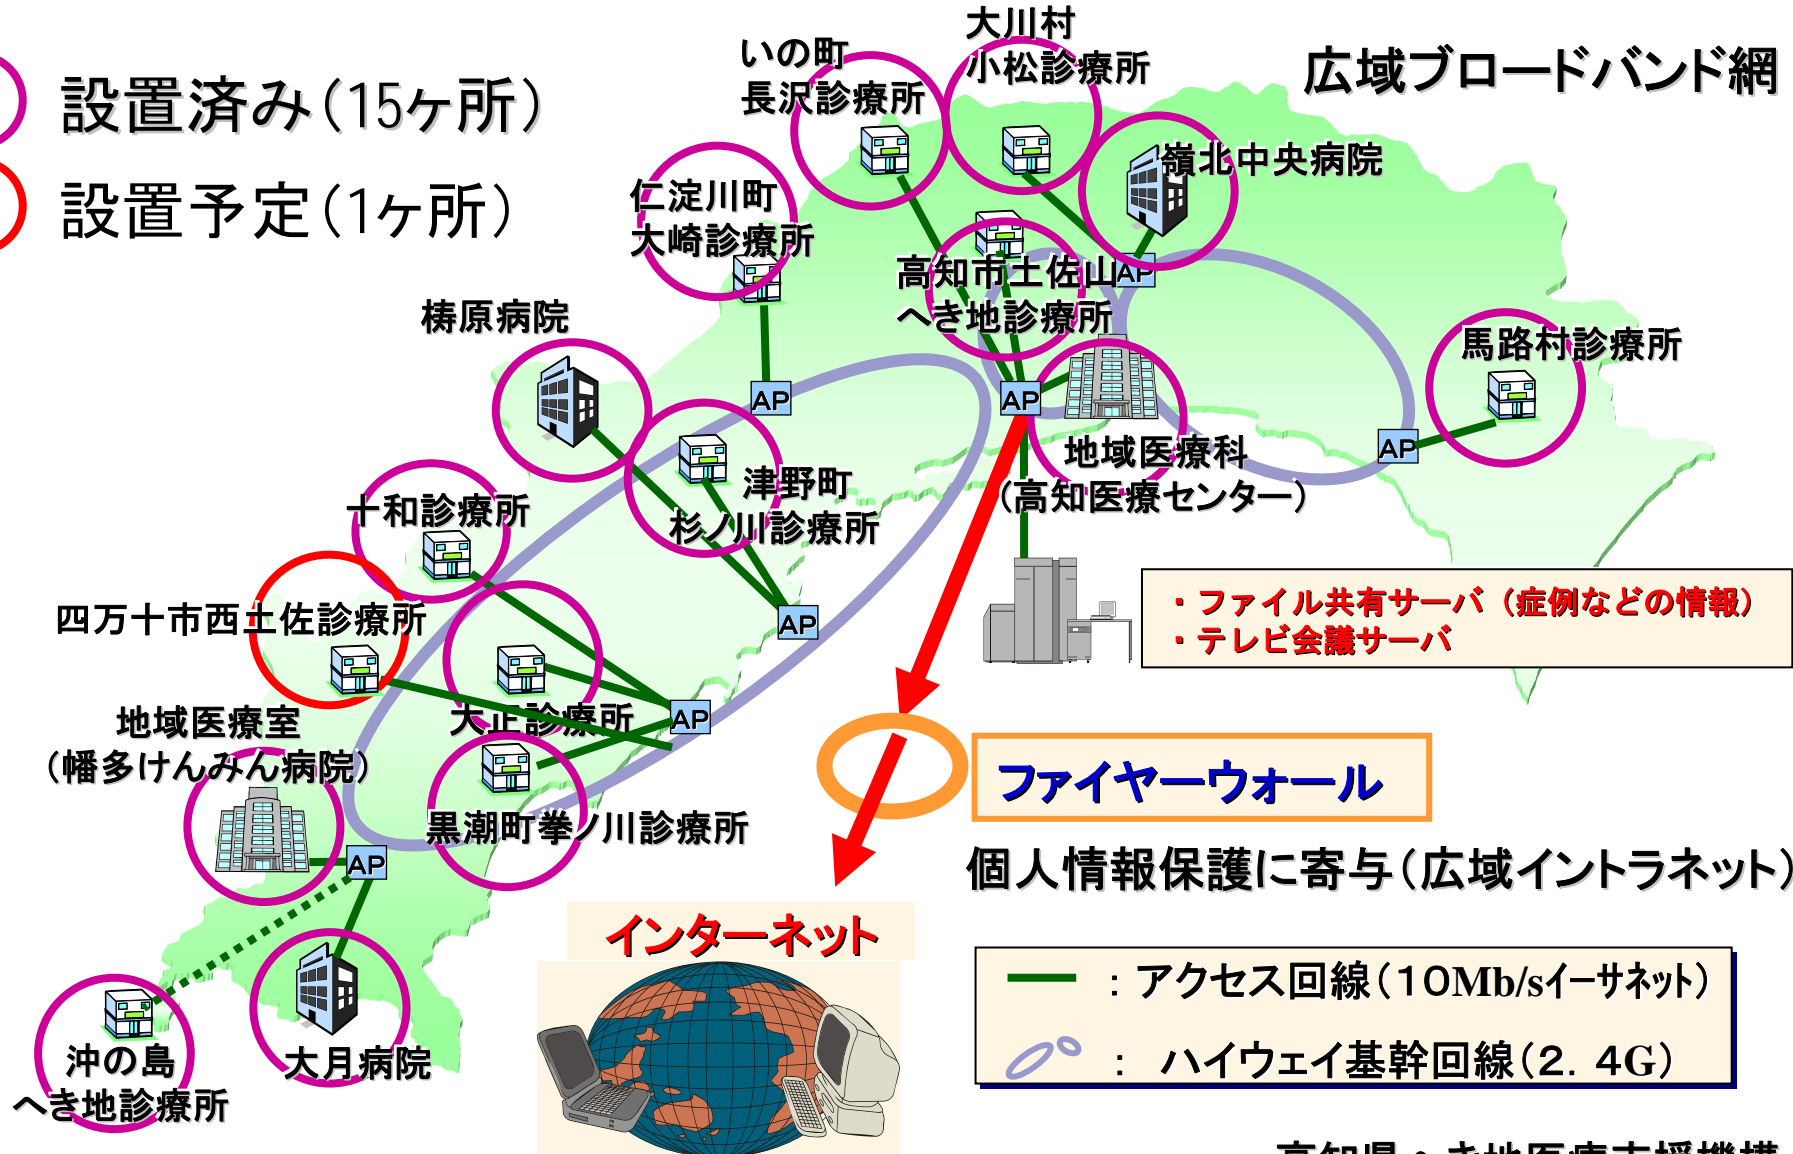 大川村
小松診療所
いの町
長沢診療所
広域ブロードバンド網
設置済み（15ヶ所）
設置予定（1ヶ所）
嶺北中央病院
仁淀川町
大崎診療所
高知市土佐山
へき地診療所
AP
梼原病院
馬路村診療所
AP
AP
AP
地域医療科
（高知医療センター）
津野町
杉ノ川診療所
十和診療所
・ファイル共有サーバ（症例などの情報）
・テレビ会議サーバ
四万十市西土佐診療所
AP
大正診療所
AP
地域医療室
（幡多けんみん病院）
ファイヤーウォール
黒潮町拳ノ川診療所
AP
個人情報保護に寄与（広域イントラネット）
インターネット
：アクセス回線（１０Mb/sイーサネット）
： ハイウェイ基幹回線（２．４G）
沖の島
へき地診療所
大月病院
高知県へき地医療支援機構